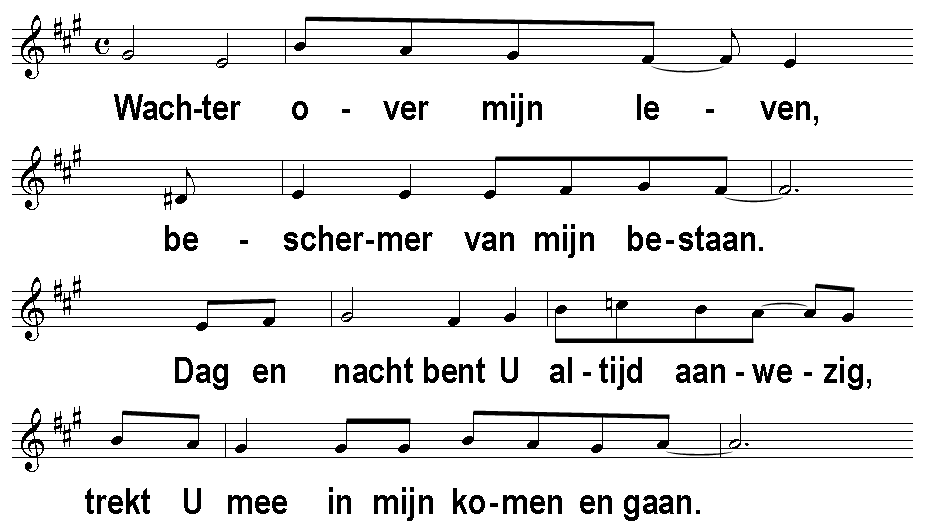 Wach-ter o - ver mijn le - ven,
be - scher-mer van mijn be-staan.
Dag en nacht bent U al-tijd aan-we-zig,
trekt U mee in mijn ko-men en gaan.